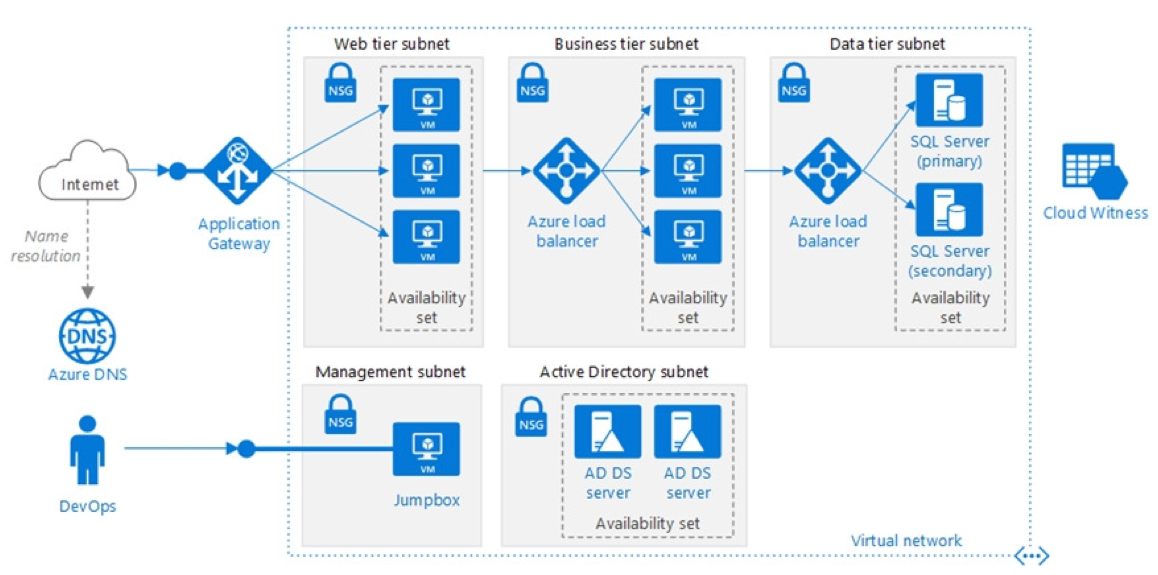 Web tier subnet
Business tier subnet
Data tier subnet
NSG
VM
VM
VM
Availability
set
NSG
VM
VM
VM
Availability
set
NSG
SQL Server
(primary)
SQL Server
(secondary)
Availability
set
Internet
Application
Gateway
Azure load
balancer
Azure load
balancer
Cloud Witness
Name
resolution
DNS
Azure DNS
Management subnet
Active Directory subnet
NSG
VM
Jumpbox
NSG
AD DS
server
AD DS
server
Availability set
DevOps
Virtual network